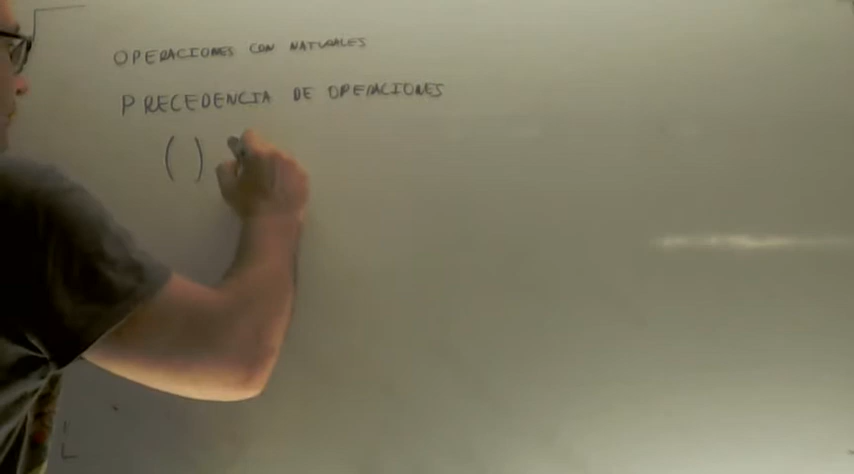 OPERACIONES CON NATURALES
PRECEDENCIA DE OPERACIONES
( )